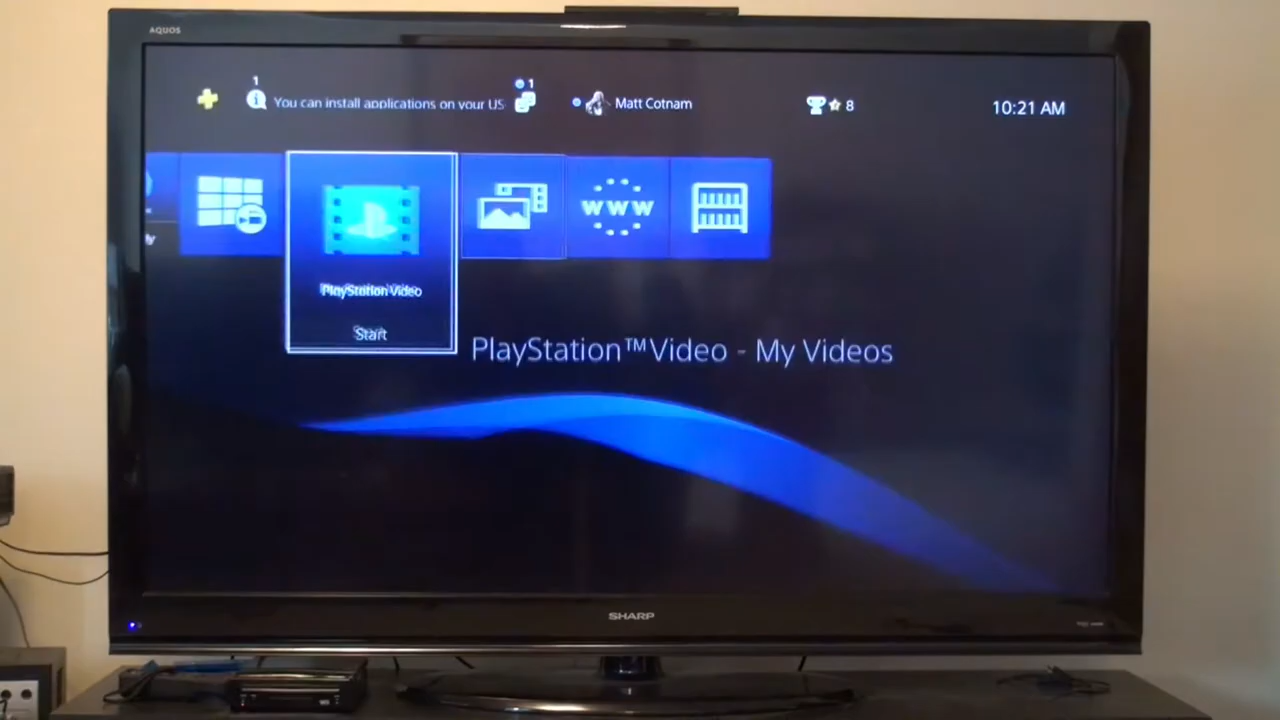 AQUOS
1
You can install applications on your US
1
Matt Cotnam
8
10:21 AM
www
PlayStation Video
Start
PlayStation™Video - My Videos
SHARP